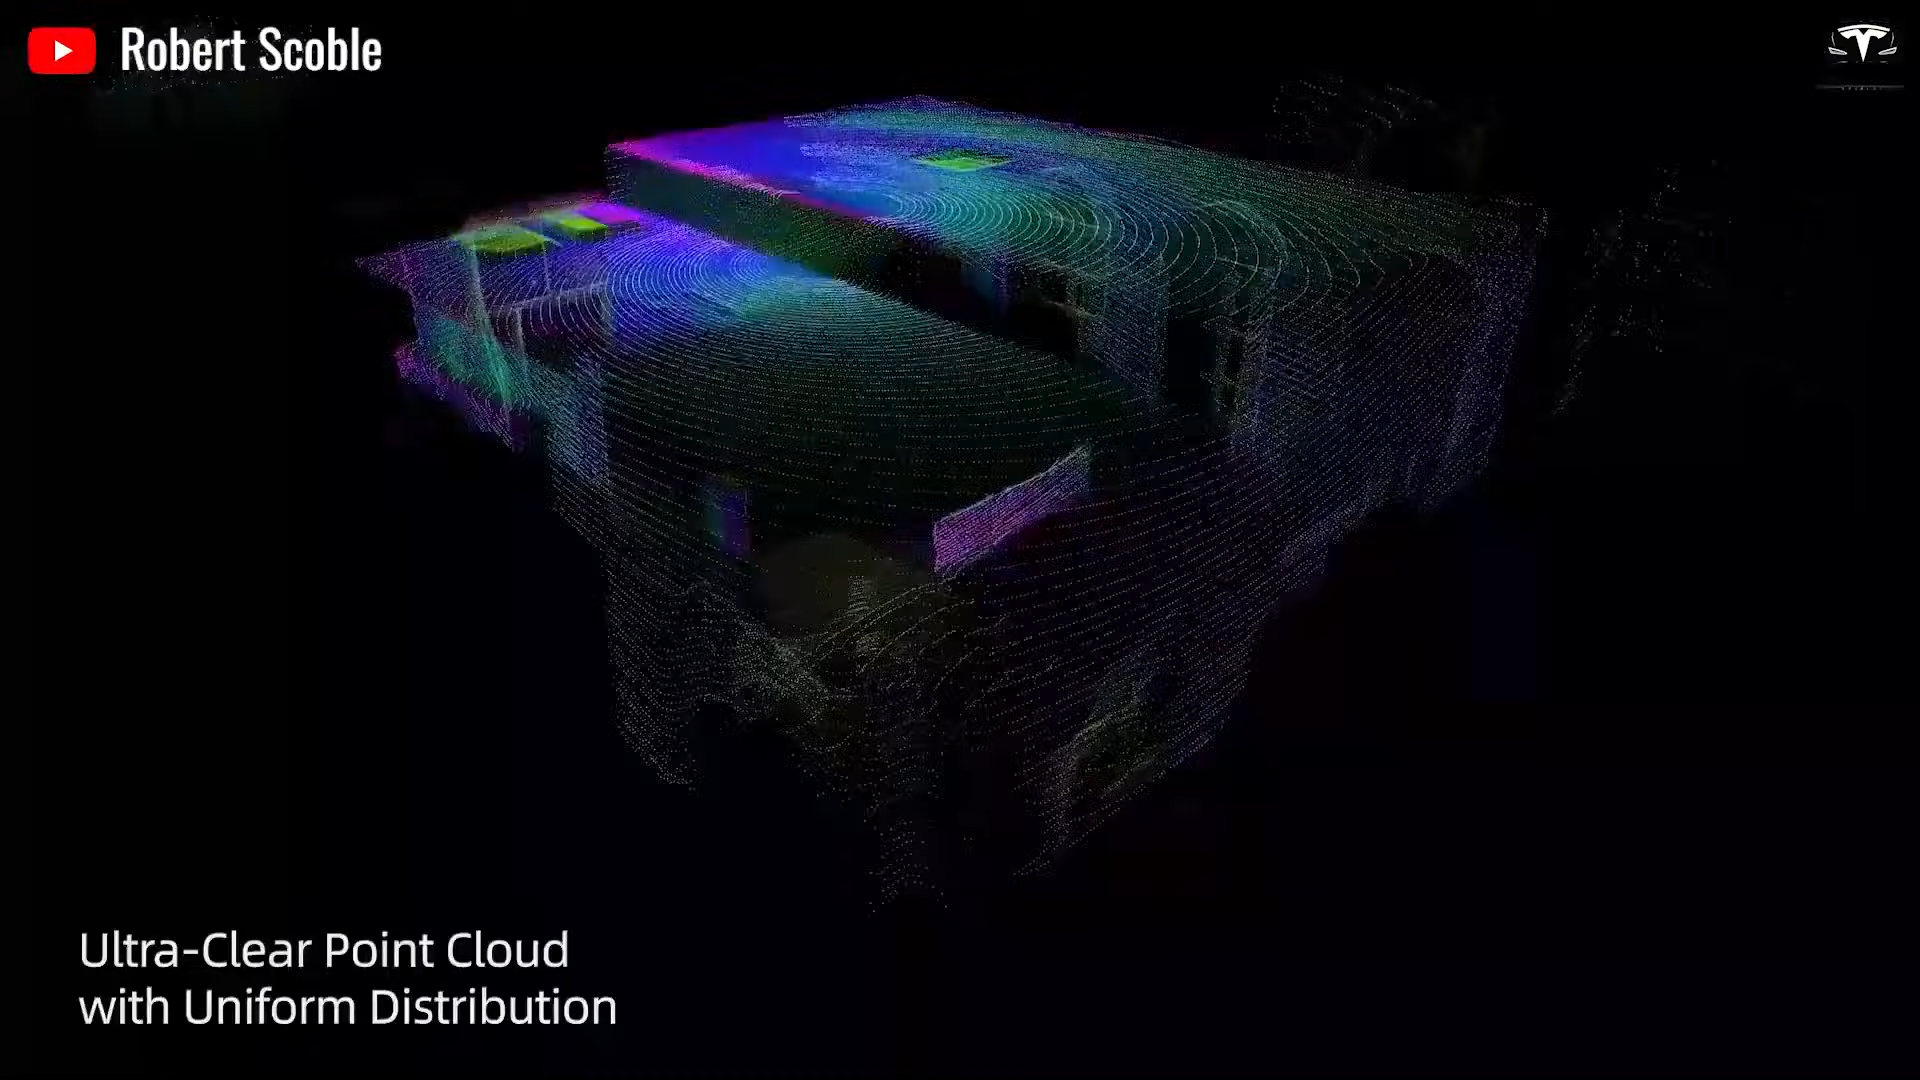 Robert Scoble
Ultra-Clear Point Cloud
with Uniform Distribution